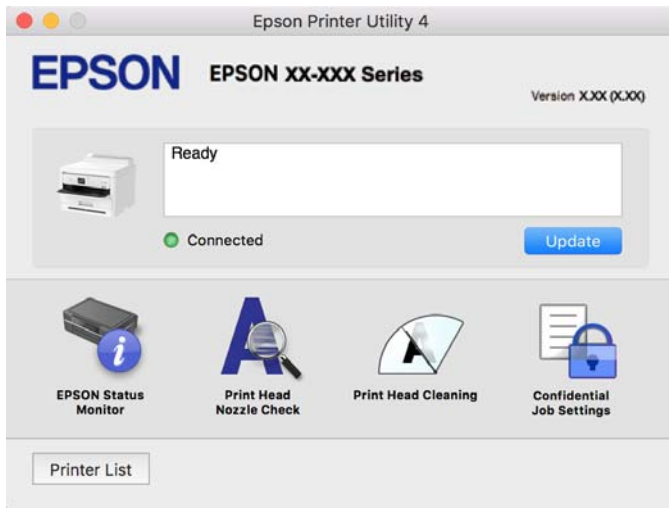 Epson Printer Utility 4
EPSON
EPSON XX-XXX Series
Version X.XX (X.XX)
Ready
Connected
Update
EPSON Status
Monitor
Print Head
Nozzle Check
Print Head Cleaning
Confidential
Job Settings
Printer List